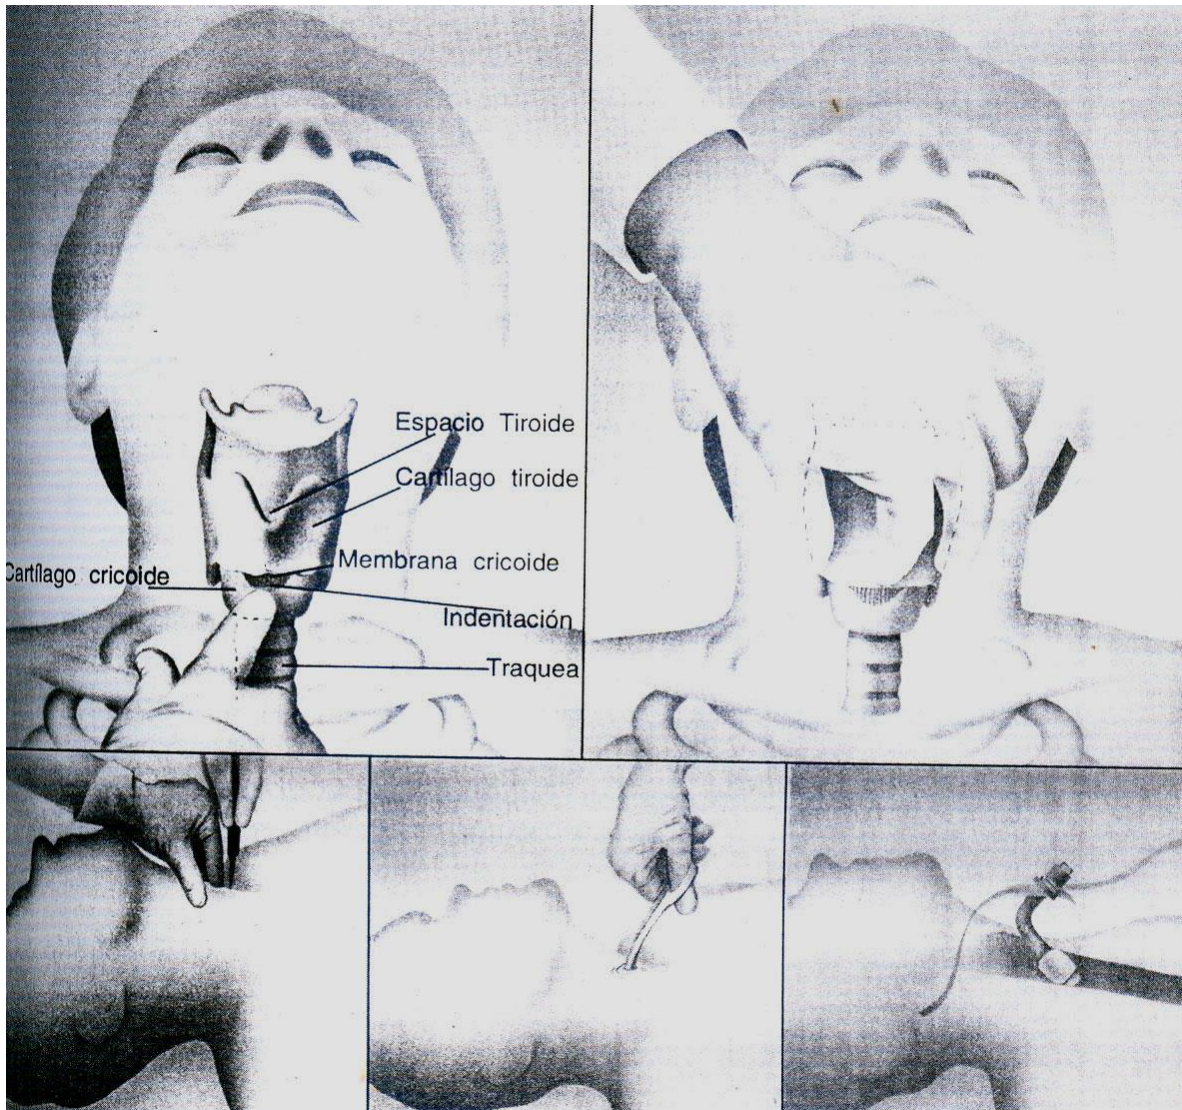 Espacio Tiroide
Cartílago tiroide
Membrana cricoide
Cartílago cricoide
Indentación
Traquea